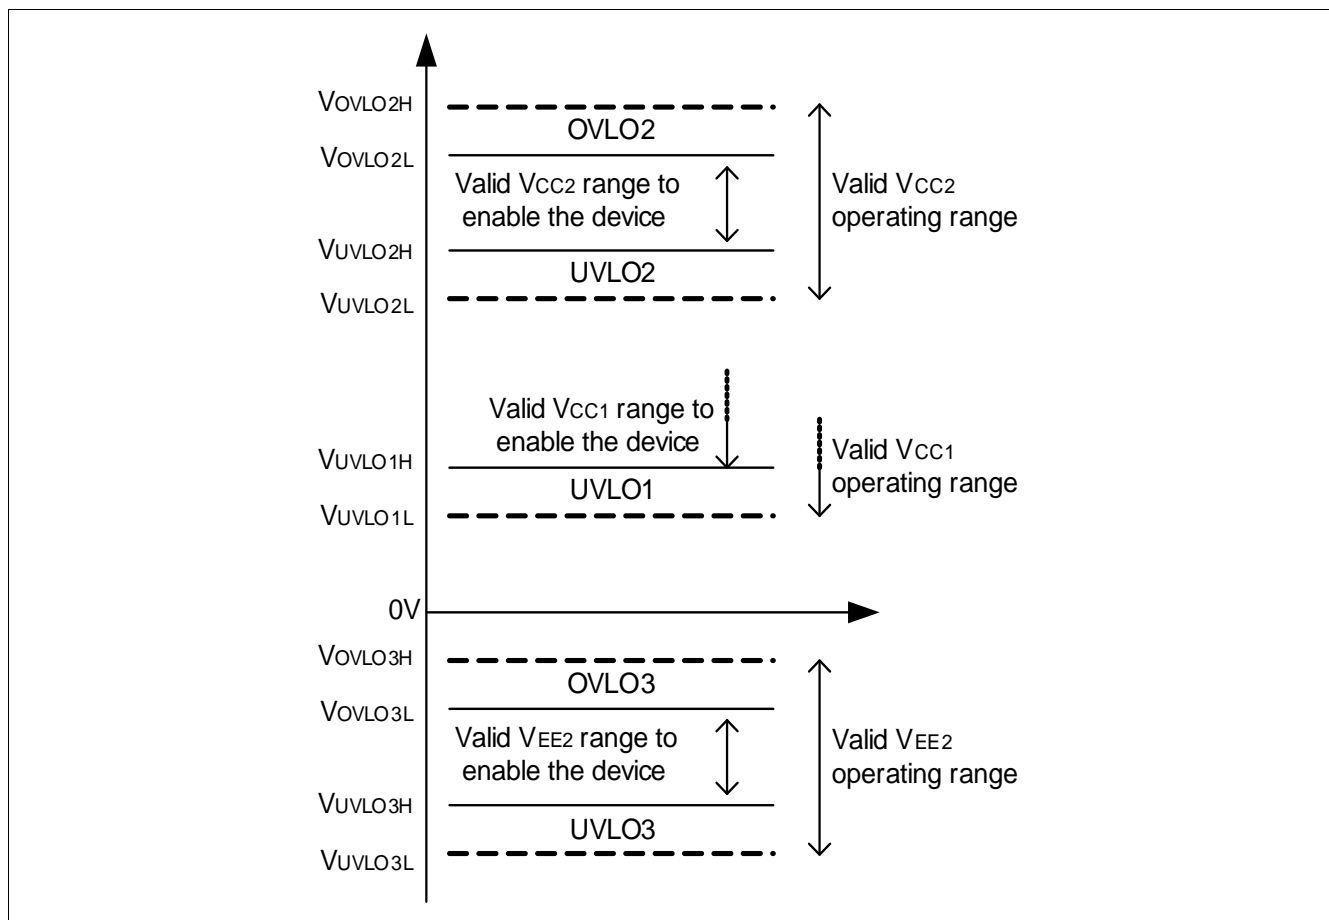 VOVLO2H
OVLO2
VOVLO2L
Valid VCC2 range to
enable the device
Valid VCC2
operating range
VUVLO2H
UVLO2
VUVLO2L
Valid VCC1 range to
enable the device
VUVLO1H
UVLO1
VUVLO1L
Valid VCC1
operating range
0V
VOVLO3H
OVLO3
VOVLO3L
Valid VEE2 range to
enable the device
Valid VEE2
operating range
VUVLO3H
UVLO3
VUVLO3L